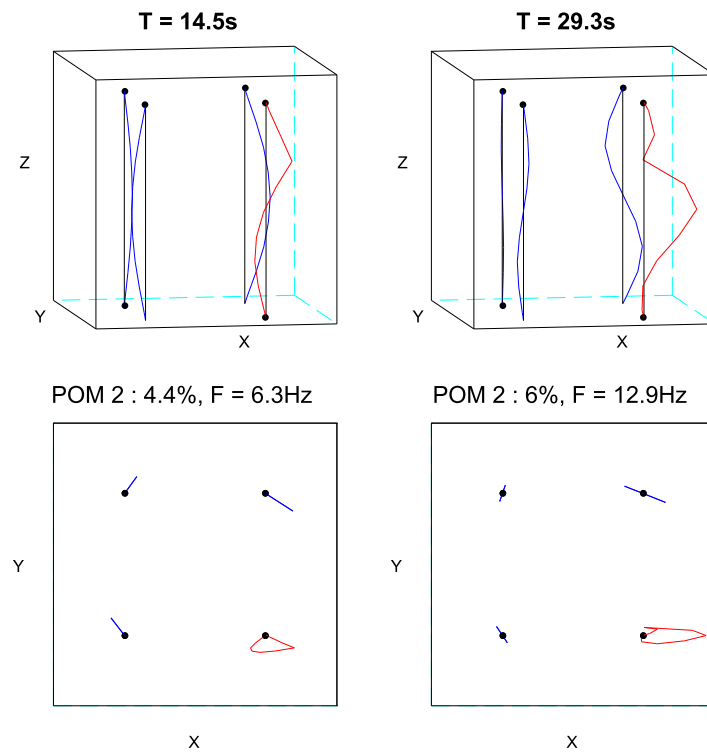 T = 14.5s
T = 29.3s
Z
Z
Y
Y
X
X
POM 2 : 4.4%, F = 6.3Hz
POM 2 : 6%, F = 12.9Hz
Y
Y
X
X